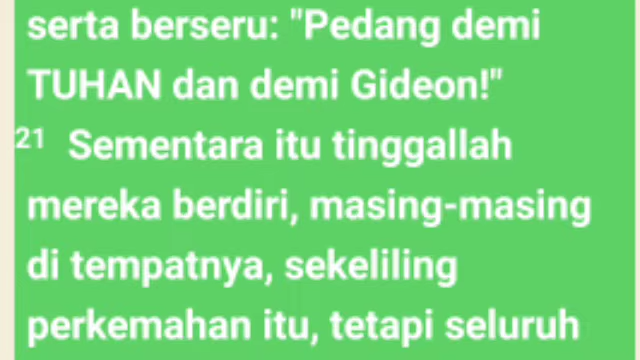 serta berseru: "Pedang demi
TUHAN dan demi Gideon!"
21 Sementara itu tinggallah
mereka berdiri, masing-masing
di tempatnya, sekeliling
perkemahan itu, tetapi seluruh